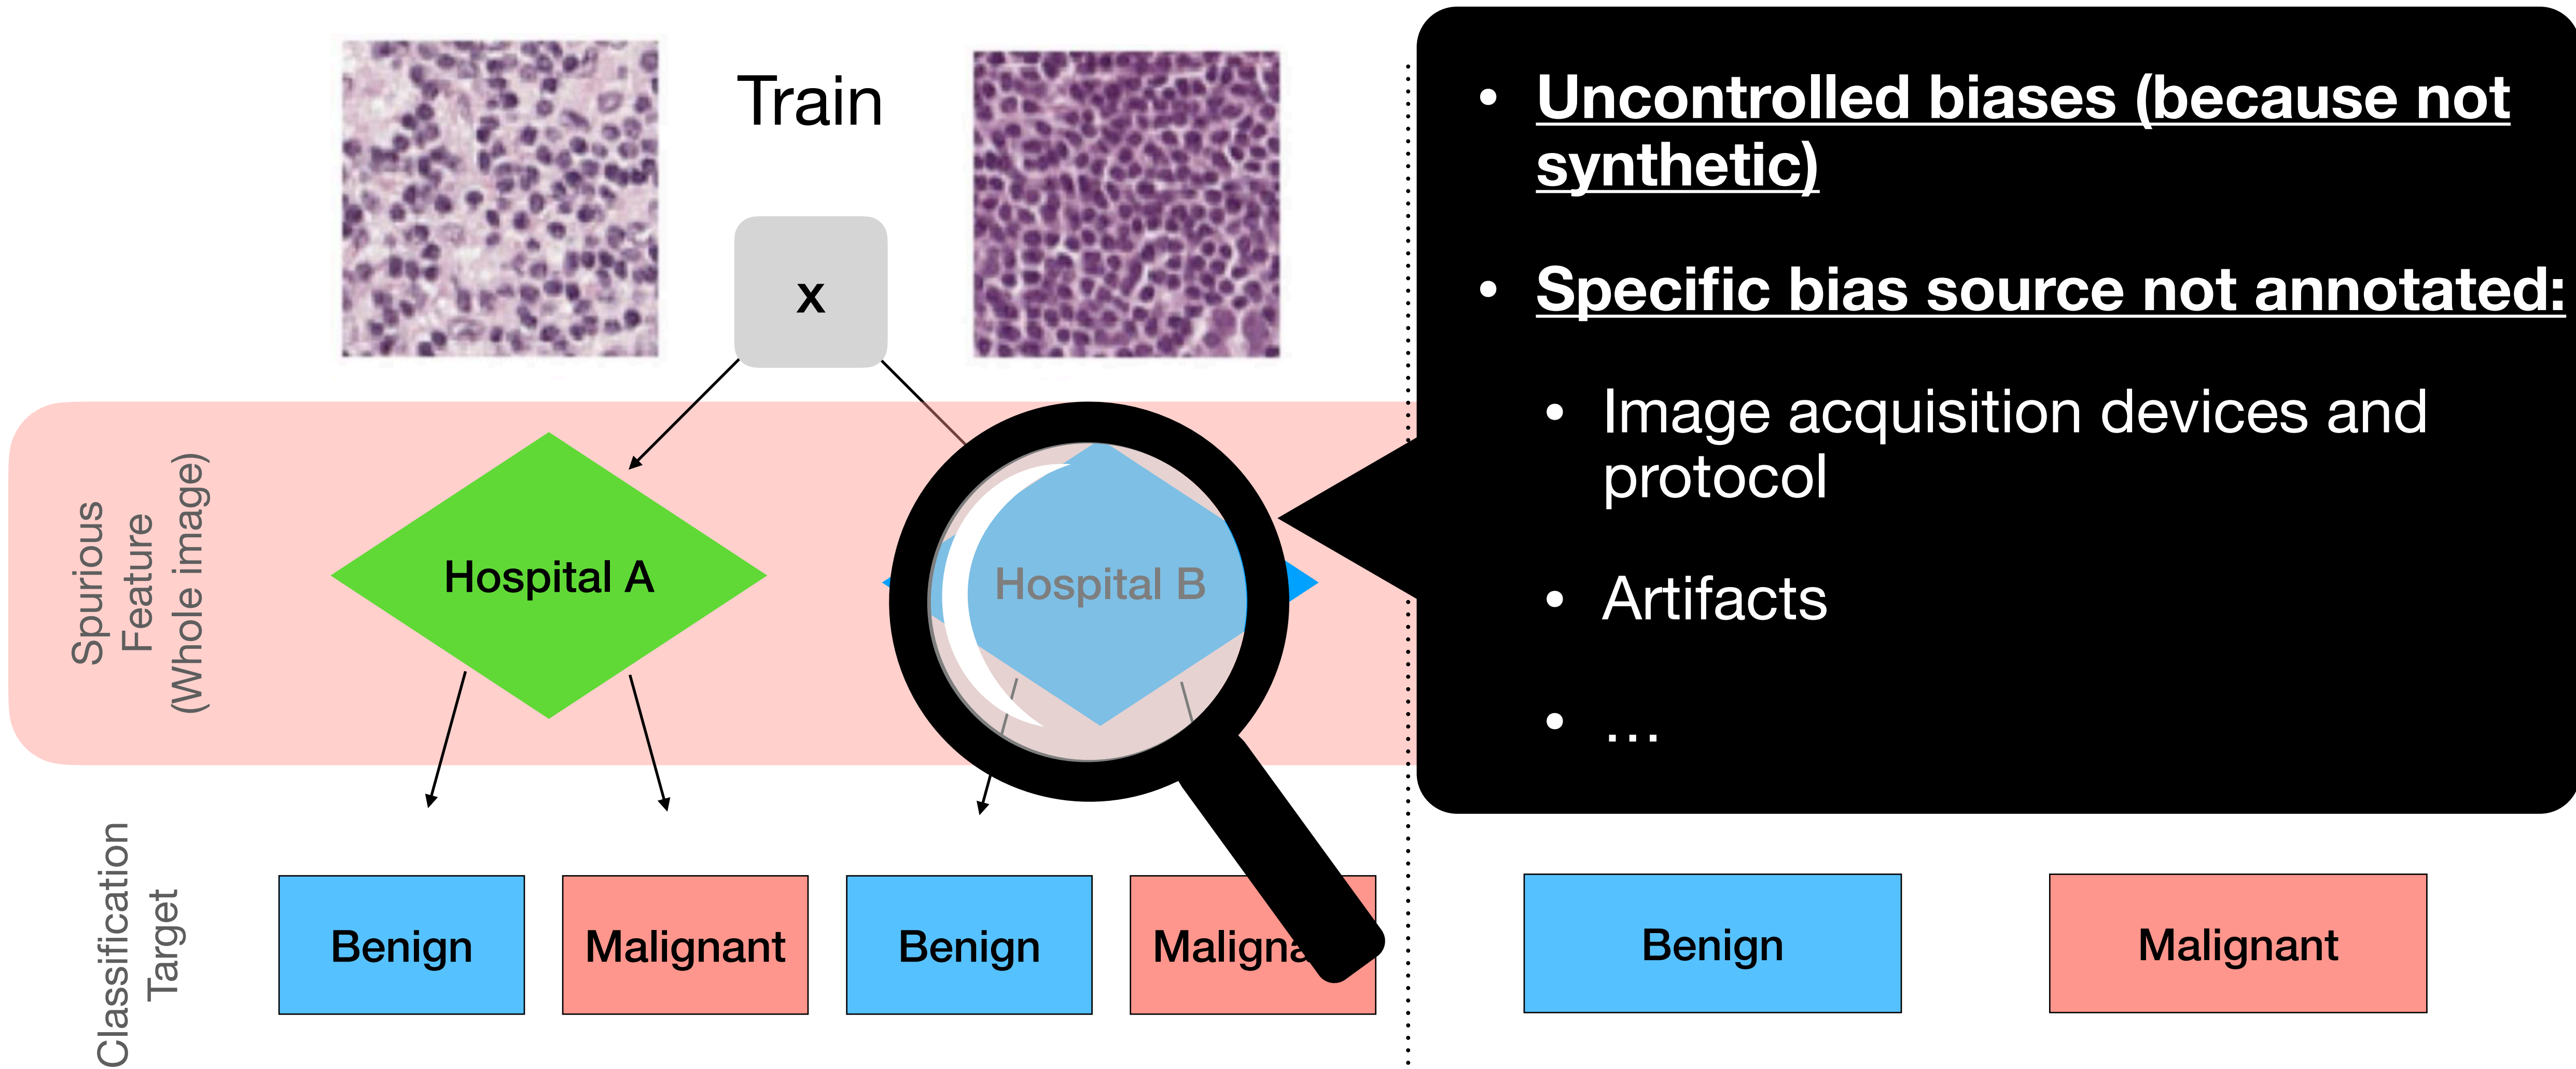 Train
x
Spurious
Feature
(Whole image)
Hospital A
Hospital B
Classification
Target
Benign
Malignant
Benign
Maligna
• Uncontrolled biases (because not
synthetic)
• Specific bias source not annotated:
• Image acquisition devices and
protocol
• Artifacts
• …
Benign
Malignant